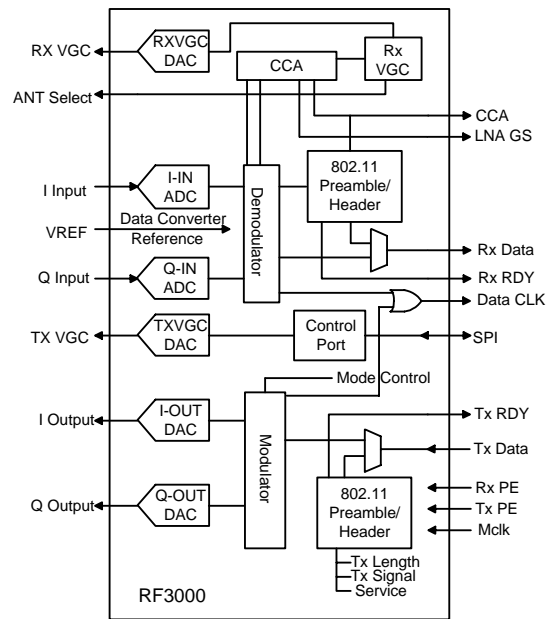 RX VGC
RXVGC
DAC
Rx
VGC
CCA
ANT Select
CCA
LNA GS
I Input
I-IN
ADC
Demodulator
802.11
Preamble/
Header
VREF
Data Converter
Reference
Rx Data
Q Input
Q-IN
ADC
Rx RDY
Data CLK
TX VGC
TXVGC
DAC
Control
Port
SPI
Mode Control
I Output
I-OUT
DAC
Modulator
Tx RDY
Tx Data
Q Output
Q-OUT
DAC
802.11
Preamble/
Header
Rx PE
Tx PE
Mclk
Tx Length
Tx Signal
Service
RF3000